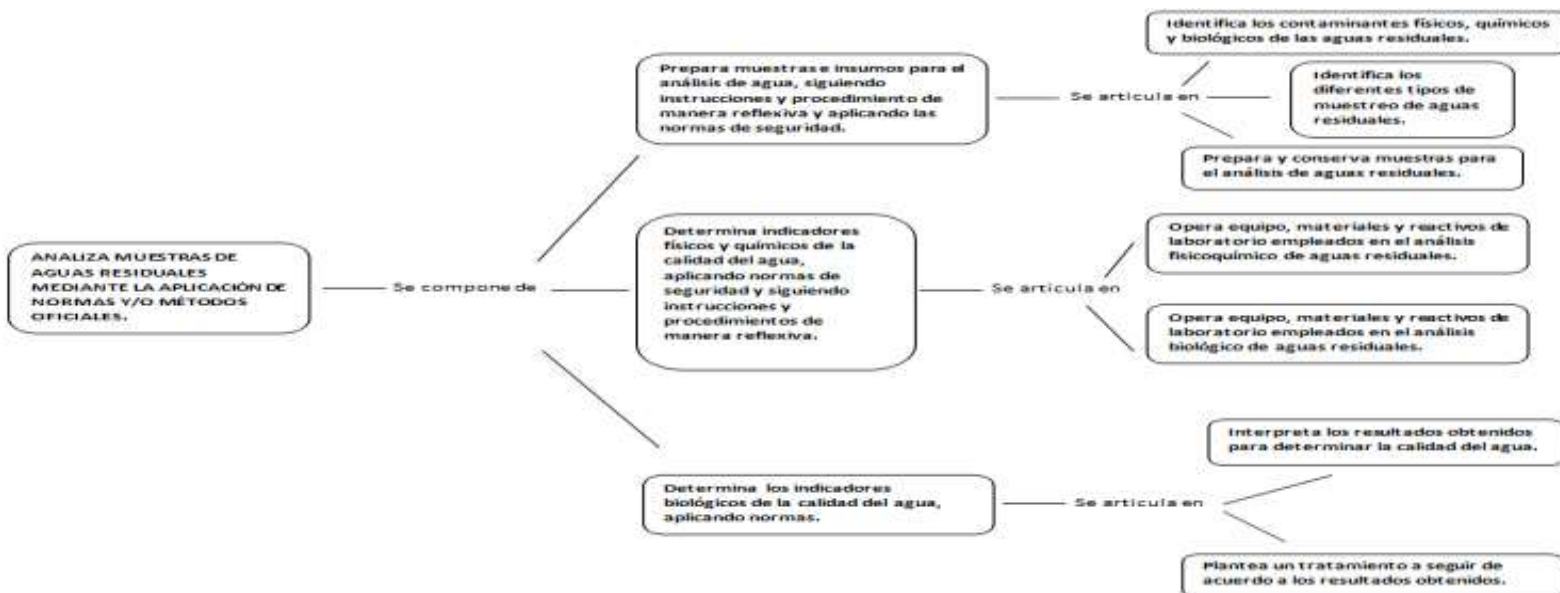 ANALIZA MUESTRAS DE
AGUAS RESIDUALES
MEDIANTE LA APLICACIÓN DE
NORMAS Y/O MÉTODOS
OFICIALES.
Se compone de
Prepara muestras e insumos para el
análisis de agua, siguiendo
instrucciones y procedimiento de
manera reflexiva y aplicando las
normas de seguridad.
Se articula en
Identifica los contaminantes físicos, químicos
y biológicos de las aguas residuales.
Identifica los
diferentes tipos de
muestreo de aguas
residuales.
Prepara y conserva muestras para
el análisis de aguas residuales.
Determina indicadores
físicos y químicos de la
calidad del agua,
aplicando normas de
seguridad y siguiendo
instrucciones y
procedimientos de
manera reflexiva.
Se articula en
Opera equipo, materiales y reactivos de
laboratorio empleados en el análisis
fisicoquímico de aguas residuales.
Opera equipo, materiales y reactivos de
laboratorio empleados en el análisis
biológico de aguas residuales.
Determina los indicadores
biológicos de la calidad del agua,
aplicando normas.
Se articula en
Interpreta los resultados obtenidos
para determinar la calidad del agua.
Plantea un tratamiento a seguir de
acuerdo a los resultados obtenidos.